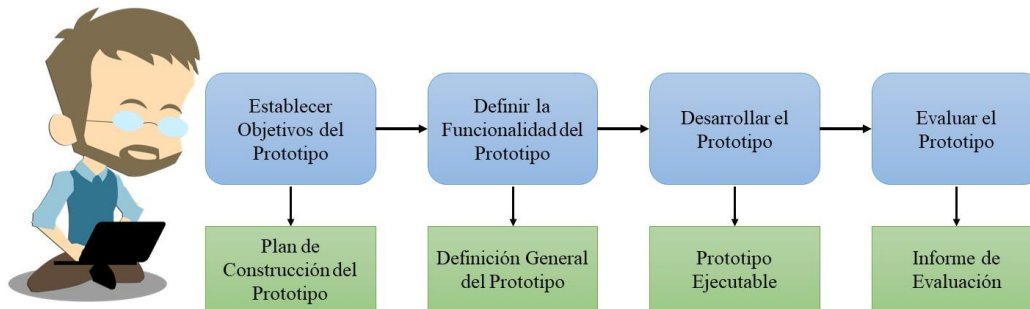 Establecer
Objetivos del
Prototipo
Definir la
Funcionalidad del
Prototipo
Desarrollar el
Prototipo
Evaluar el
Prototipo
Plan de
Construcción del
Prototipo
Definición General
del Prototipo
Prototipo
Ejecutable
Informe de
Evaluación